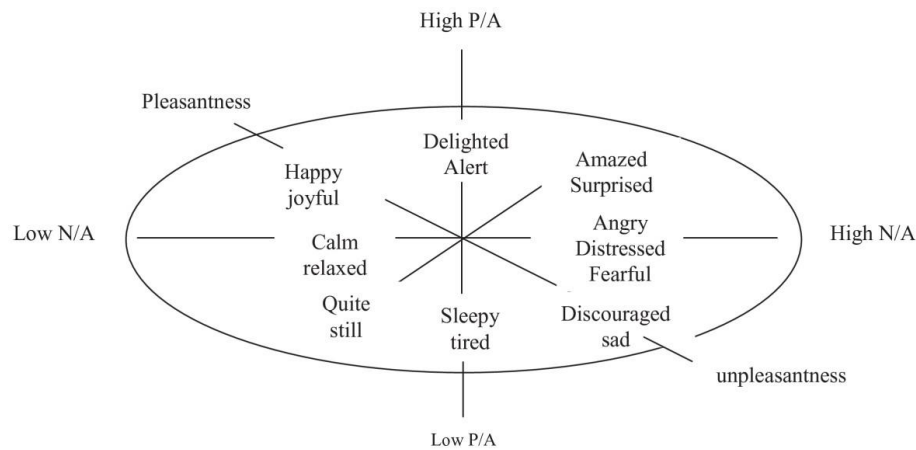 High P/A
Pleasantness
Delighted
Alert
Amazed
Surprised
Happy
joyful
Low N/A
Calm
relaxed
Angry
Distressed
Fearful
High N/A
Quite
still
Sleepy
tired
Discouraged
sad
unpleasantness
Low P/A